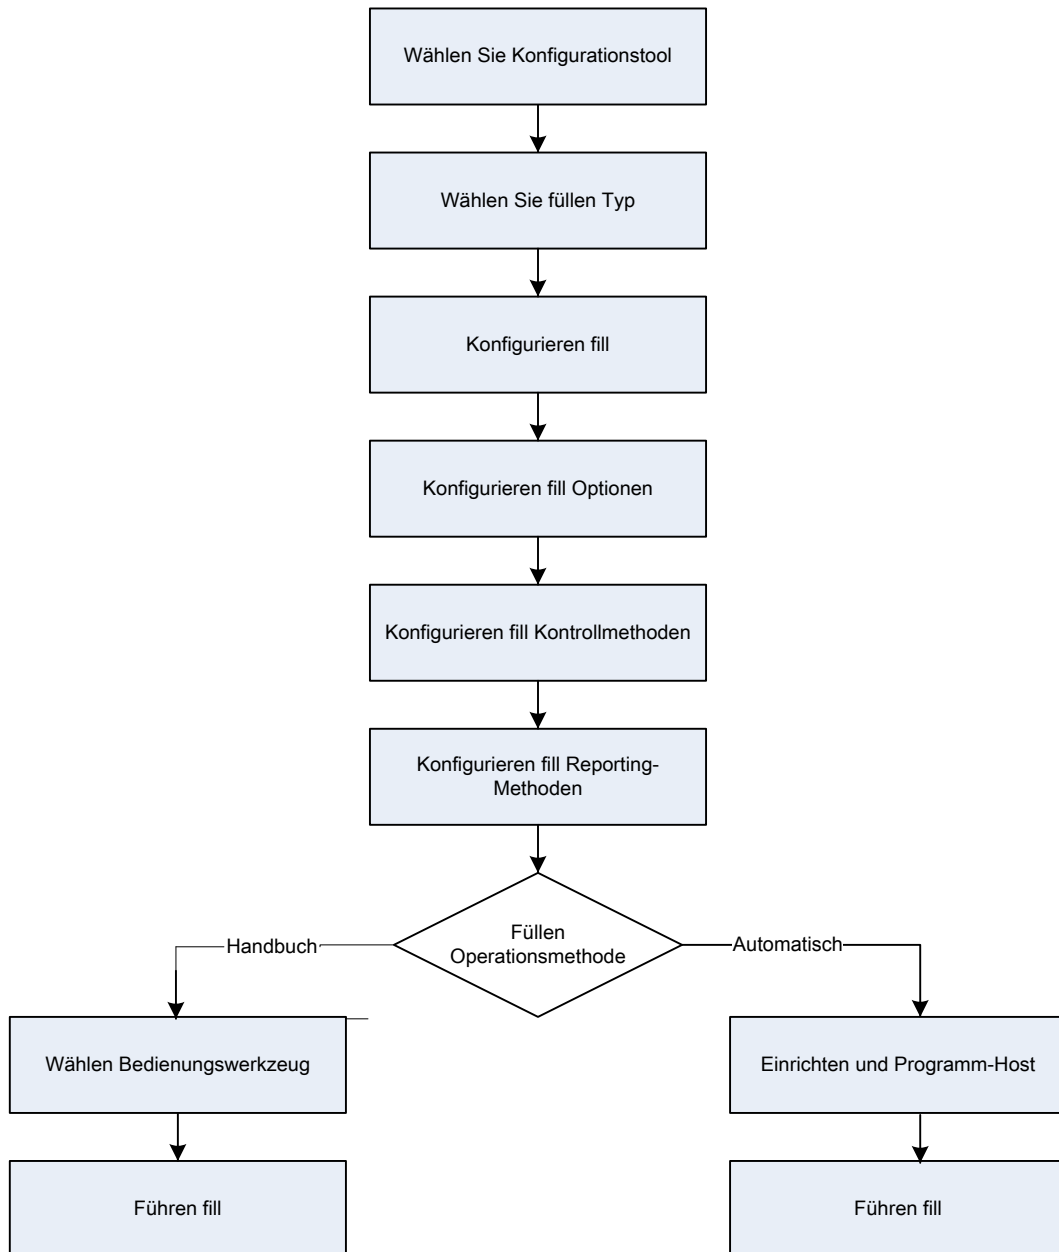 Wählen Sie Konfigurationstool
Wählen Sie füllen Typ
Konfigurieren fill
Konfigurieren fill Optionen
Konfigurieren fill Kontrollmethoden
Konfigurieren fill Reporting-
Methoden
Füllen
Operationsmethode
Handbuch
Automatisch
Wählen Bedienungswerkzeug
Einrichten und Programm-Host
Führen fill
Führen fill